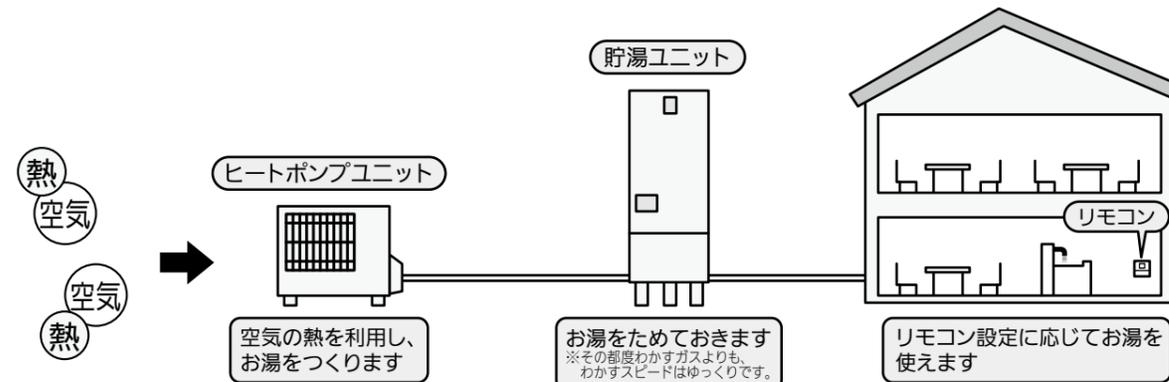 熱
空気
空気
熱
ヒートポンプユニット
空気の熱を利用し、
お湯をつくります
貯湯ユニット
お湯をためておきます
※その都度わかすガスよりも、
わかすスピードはゆっくりです。
リモコン
リモコン設定に応じてお湯を
使えます